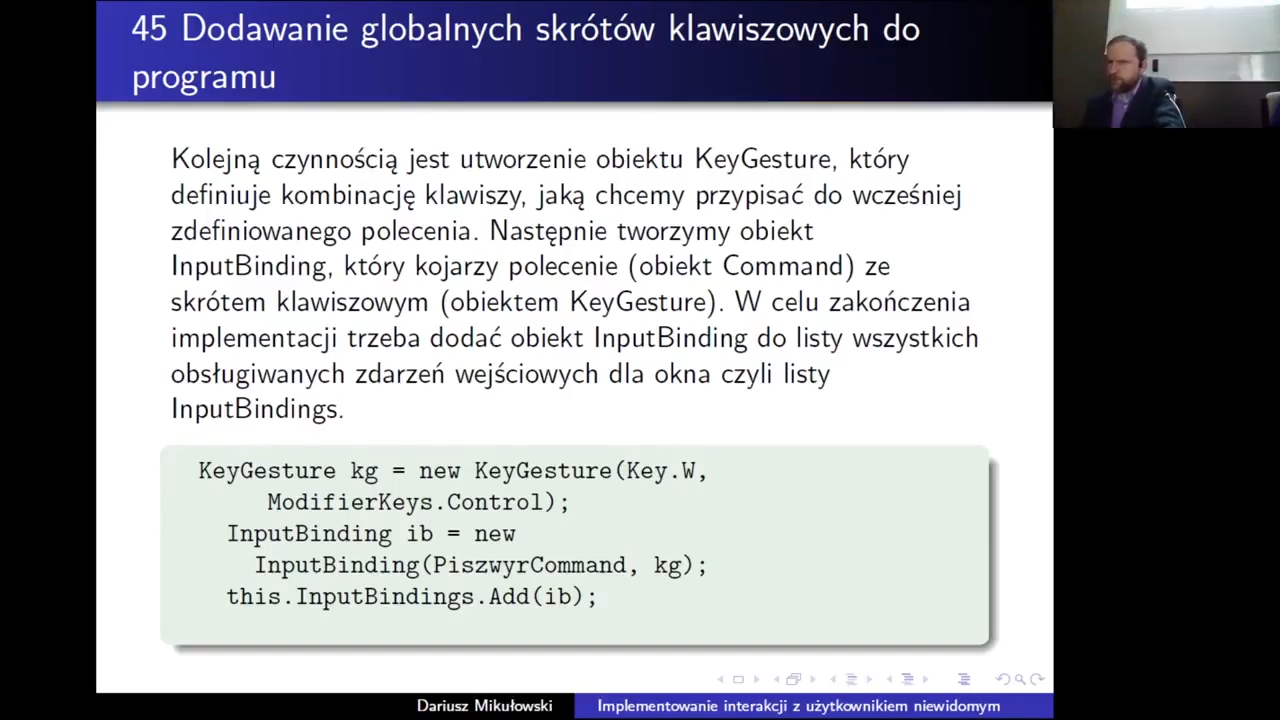 45 Dodawanie globalnych skrótów klawiszowych do
programu
Kolejną czynnością jest utworzenie obiektu KeyGesture, który
definiuje kombinację klawiszy, jaką chcemy przypisać do wcześniej
zdefiniowanego polecenia. Następnie tworzymy obiekt
InputBinding, który kojarzy polecenie (obiekt Command) ze
skrótem klawiszowym (obiektem KeyGesture). W celu zakończenia
implementacji trzeba dodać obiekt InputBinding do listy wszystkich
obsługiwanych zdarzeń wejściowych dla okna czyli listy
InputBindings.
KeyGesture kg = new KeyGesture(Key.W,
ModifierKeys.Control);
InputBinding ib = new
InputBinding(PiszwyrCommand, kg);
this.InputBindings.Add(ib);
Dariusz Mikułowski
Implementowanie interakcji z użytkownikiem niewidomym